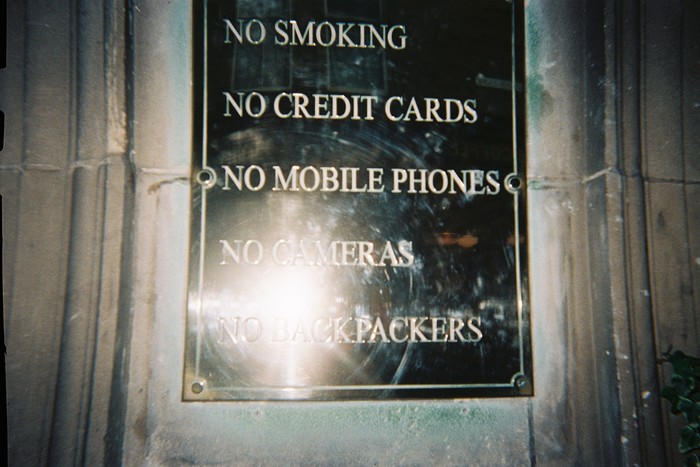 NO SMOKING
NO CREDIT CARDS
NO MOBILE PHONES
NO CAMERAS
NO BACKPACKERS